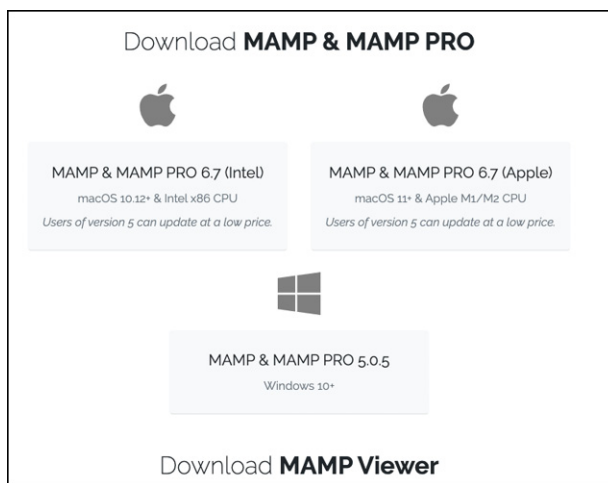 Download MAMP & MAMP PRO
MAMP & MAMP PRO 6.7 (Intel)
macOS 10.12+ & Intel x86 CPU
Users of version 5 can update at a low price.
MAMP & MAMP PRO 6.7 (Apple)
macOS 11+ & Apple M1/M2 CPU
Users of version 5 can update at a low price.
MAMP & MAMP PRO 5.0.5
Windows 10+
Download MAMP Viewer